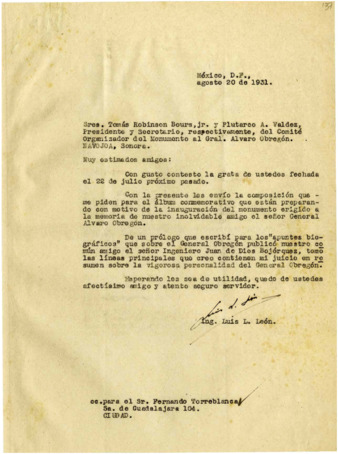 México, D.F.,
agosto 20 de 1931.
Sres. Tomás Robinson Bours, jr. y Plutarco A. Valdez,
Presidente y Secretario, respectivamente, del Comité
Organizador del Monumento al Gral. Alvaro Obregón.
NAVOJOA, Sonora.
Muy estimados amigos:
Con gusto contesto la grata de ustedes fechada
el 22 de julio próximo pasado.
Con la presente les envío la composición que -
me piden para el álbum conmemorativo que están preparan-
do con motivo de la inauguración del monumento erigido a
la memoria de nuestro inolvidable amigo el señor General
Alvaro Obregón.
De un prólogo que escribí para los "apuntes bio-
gráficos" que sobre el General Obregón publicó nuestro co
mún amigo el señor Ingeniero Juan de Dios Bojórquez, tomo
las líneas principales que creo contienen mi juicio en re
sumen sobre la vigorosa personalidad del General Obregón.
Esperando les sea de utilidad, quedo de ustedes
afectísimo amigo y atento seguro servidor.
Ing. Luis L. León.
cc.para el Sr. Fernando Torreblanca
5a. de Guadalajara 104.
CIUDAD.